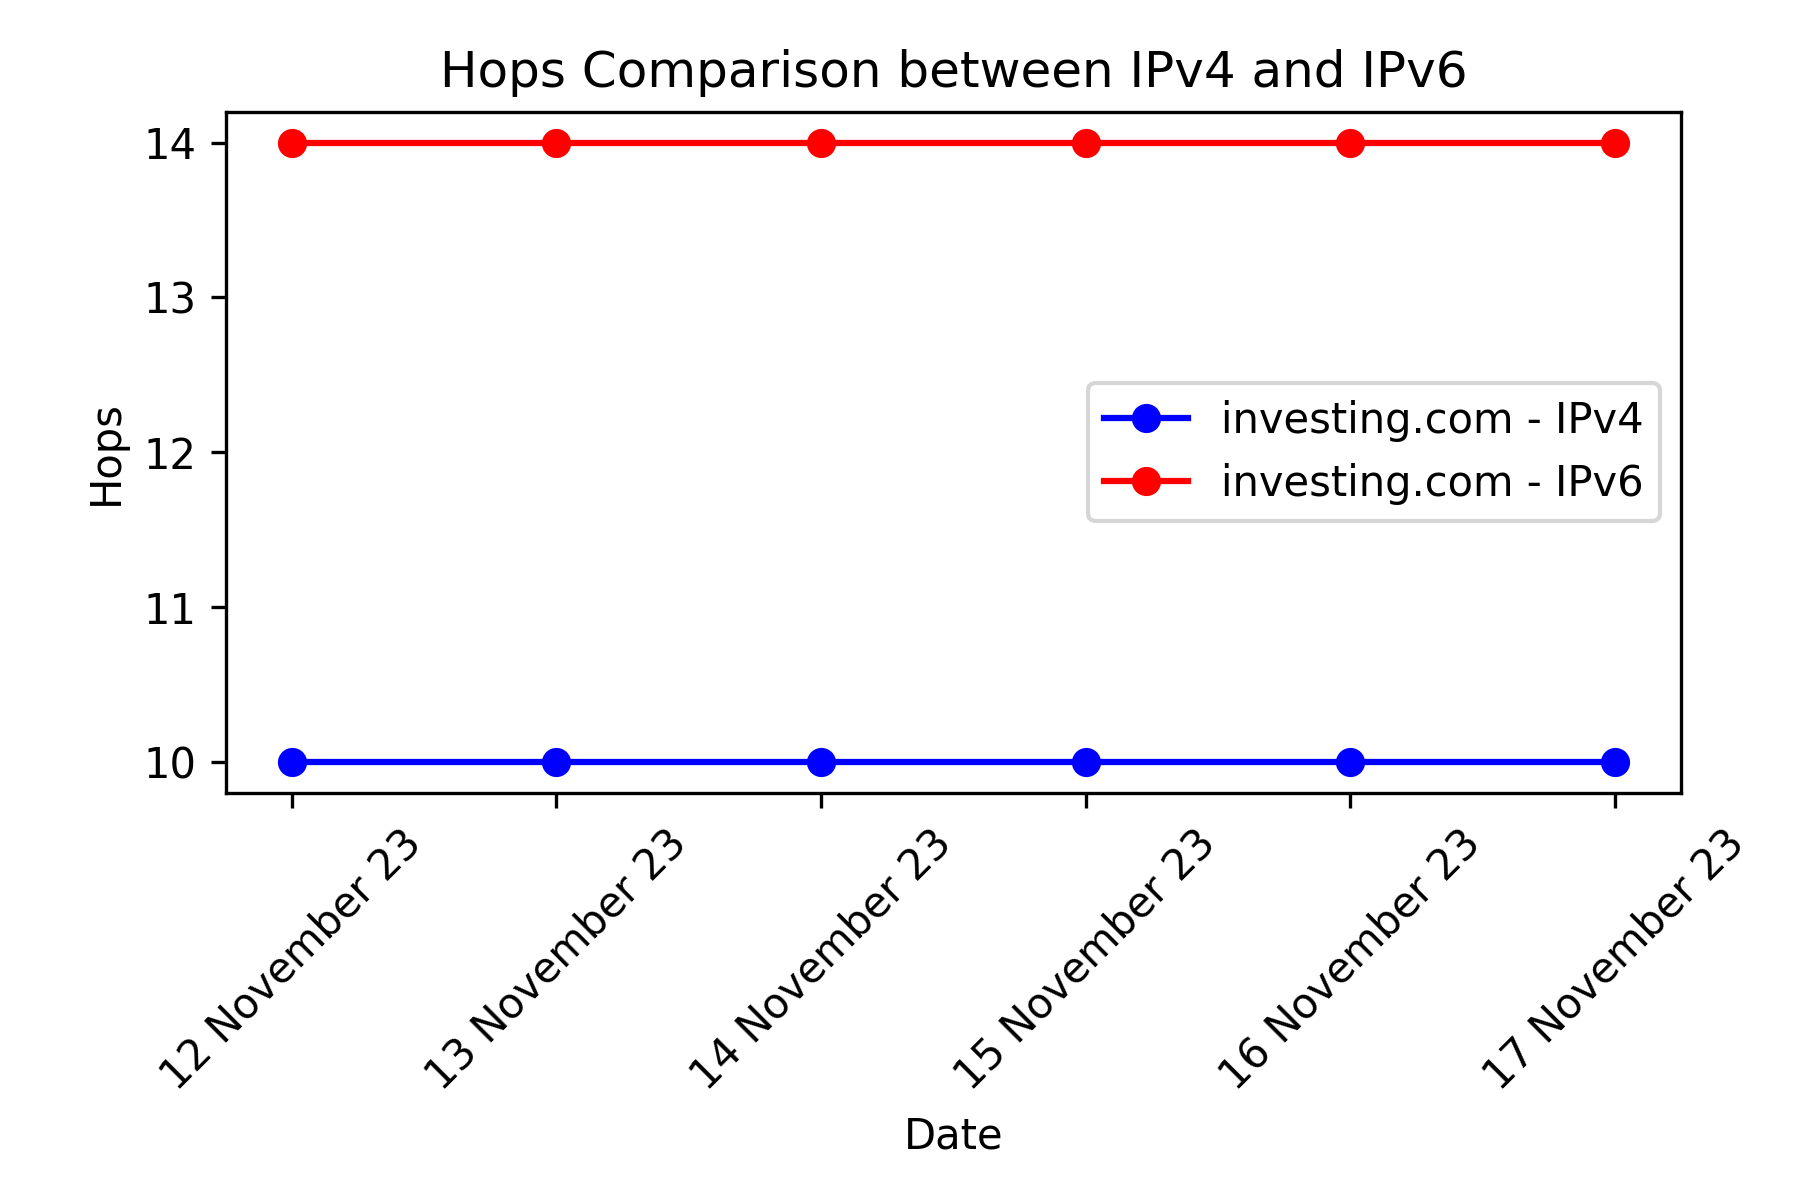 Hops Comparison between IPv4 and IPv6
14
13
12
11
10
Hops
investing.com - IPv4
investing.com - IPv6
12 November 23
13 November 23
14 November 23
15 November 23
16 November 23
17 November 23
Date